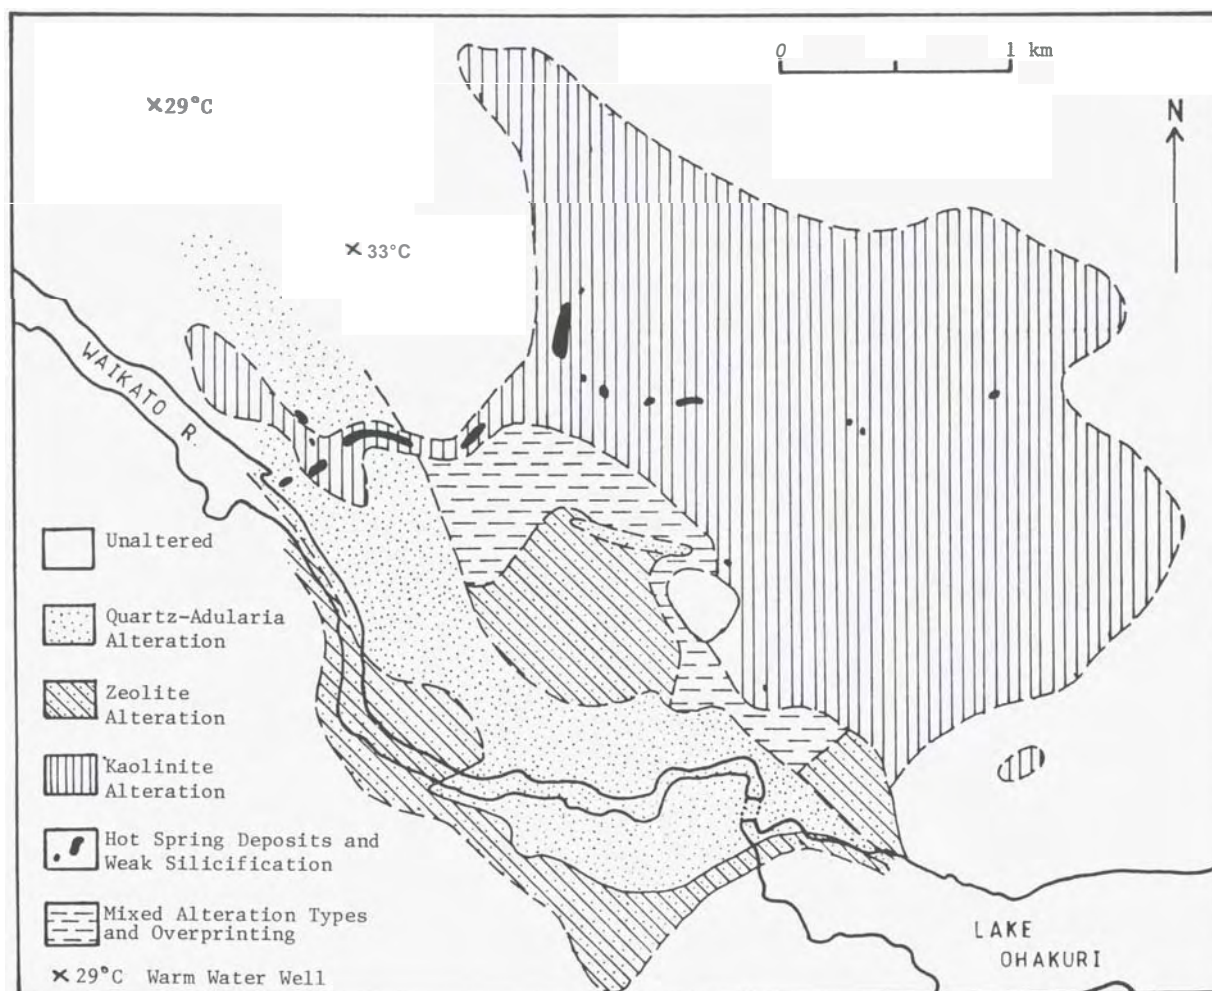 0 1 km
×29°C
N
×33°C
WAIKATO R.
Unaltered
Quartz-Adularia
Alteration
Zeolite
Alteration
Kaolinite
Alteration
Hot Spring Deposits and
Weak Silicification
Mixed Alteration Types
and Overprinting
×29°C Warm Water Well
LAKE
OHAKURI